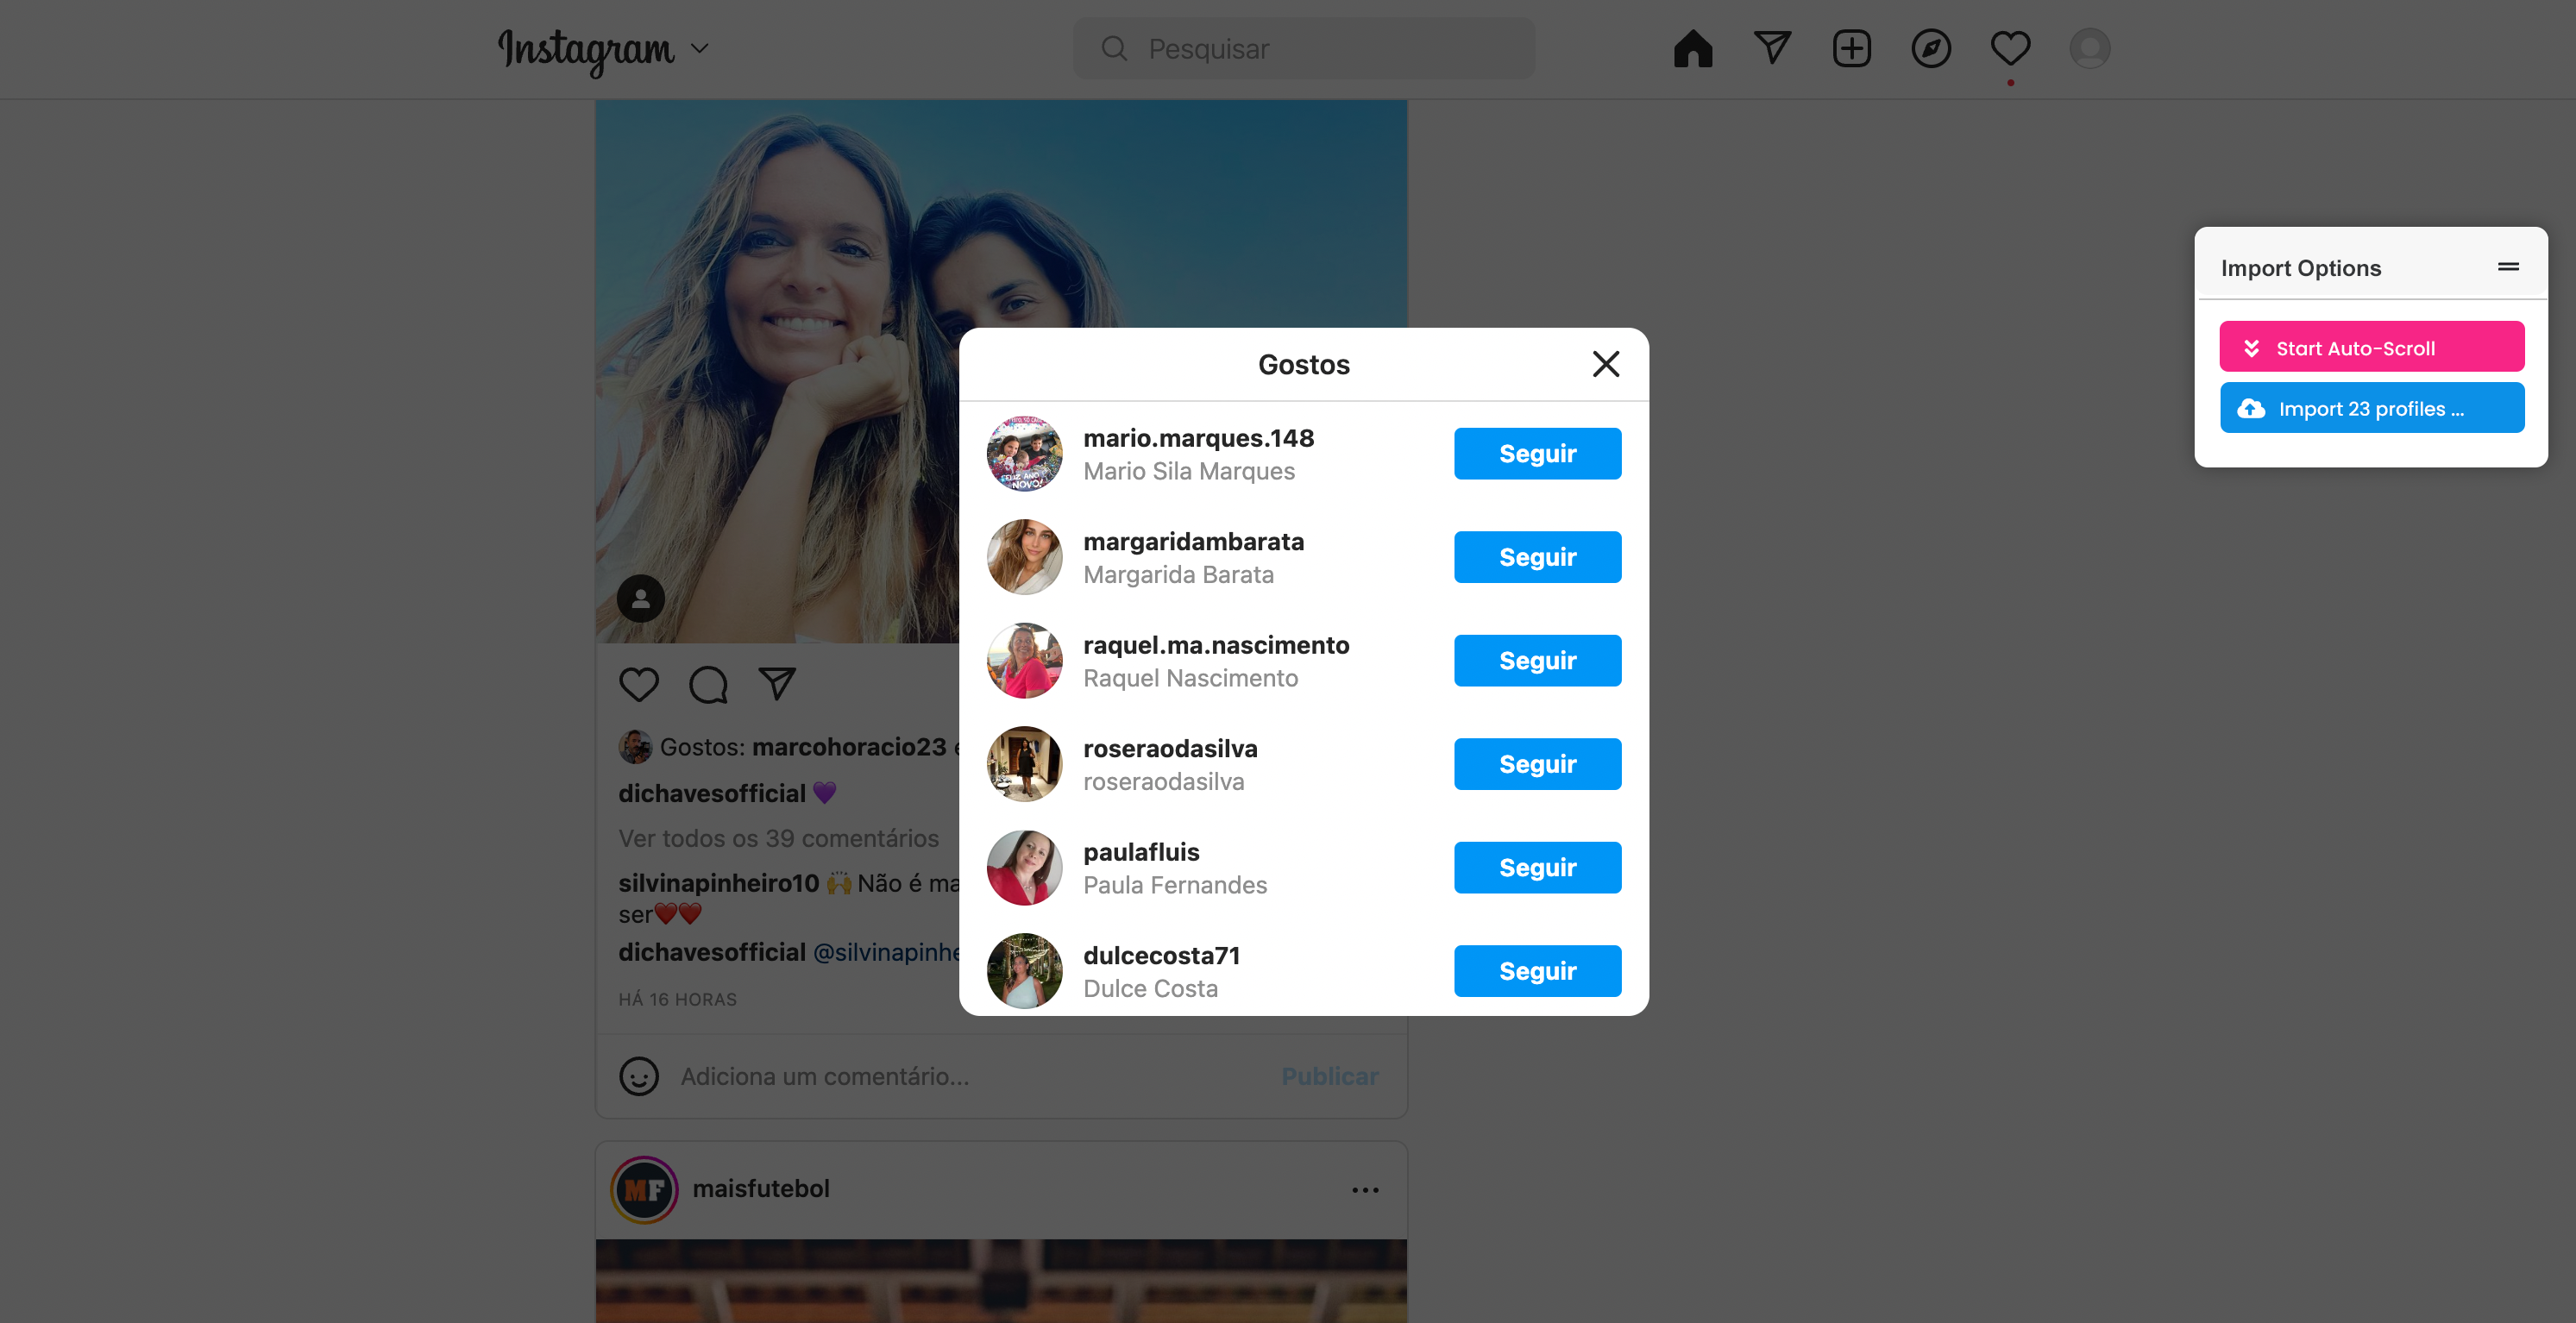 Instagram
Pesquisar
Import Options
Start Auto-Scroll
Import 23 profiles ...
Gostos
mario.marques.148
Mario Sila Marques
Seguir
margaridambarata
Margarida Barata
Seguir
raquel.ma.nascimento
Raquel Nascimento
Seguir
roseraodasilva
roseraodasilva
Seguir
paulafluis
Paula Fernandes
Seguir
dulcecosta71
Dulce Costa
Seguir
Gostos: marcohoracio23 e
dichavesofficial 💜
Ver todos os 39 comentários
silvinapinheiro10 🙌 Não é ma
ser❤️❤️
dichavesofficial @silvinapinhe
HÁ 16 HORAS
Adiciona um comentário...
Publicar
MF
maisfutebol